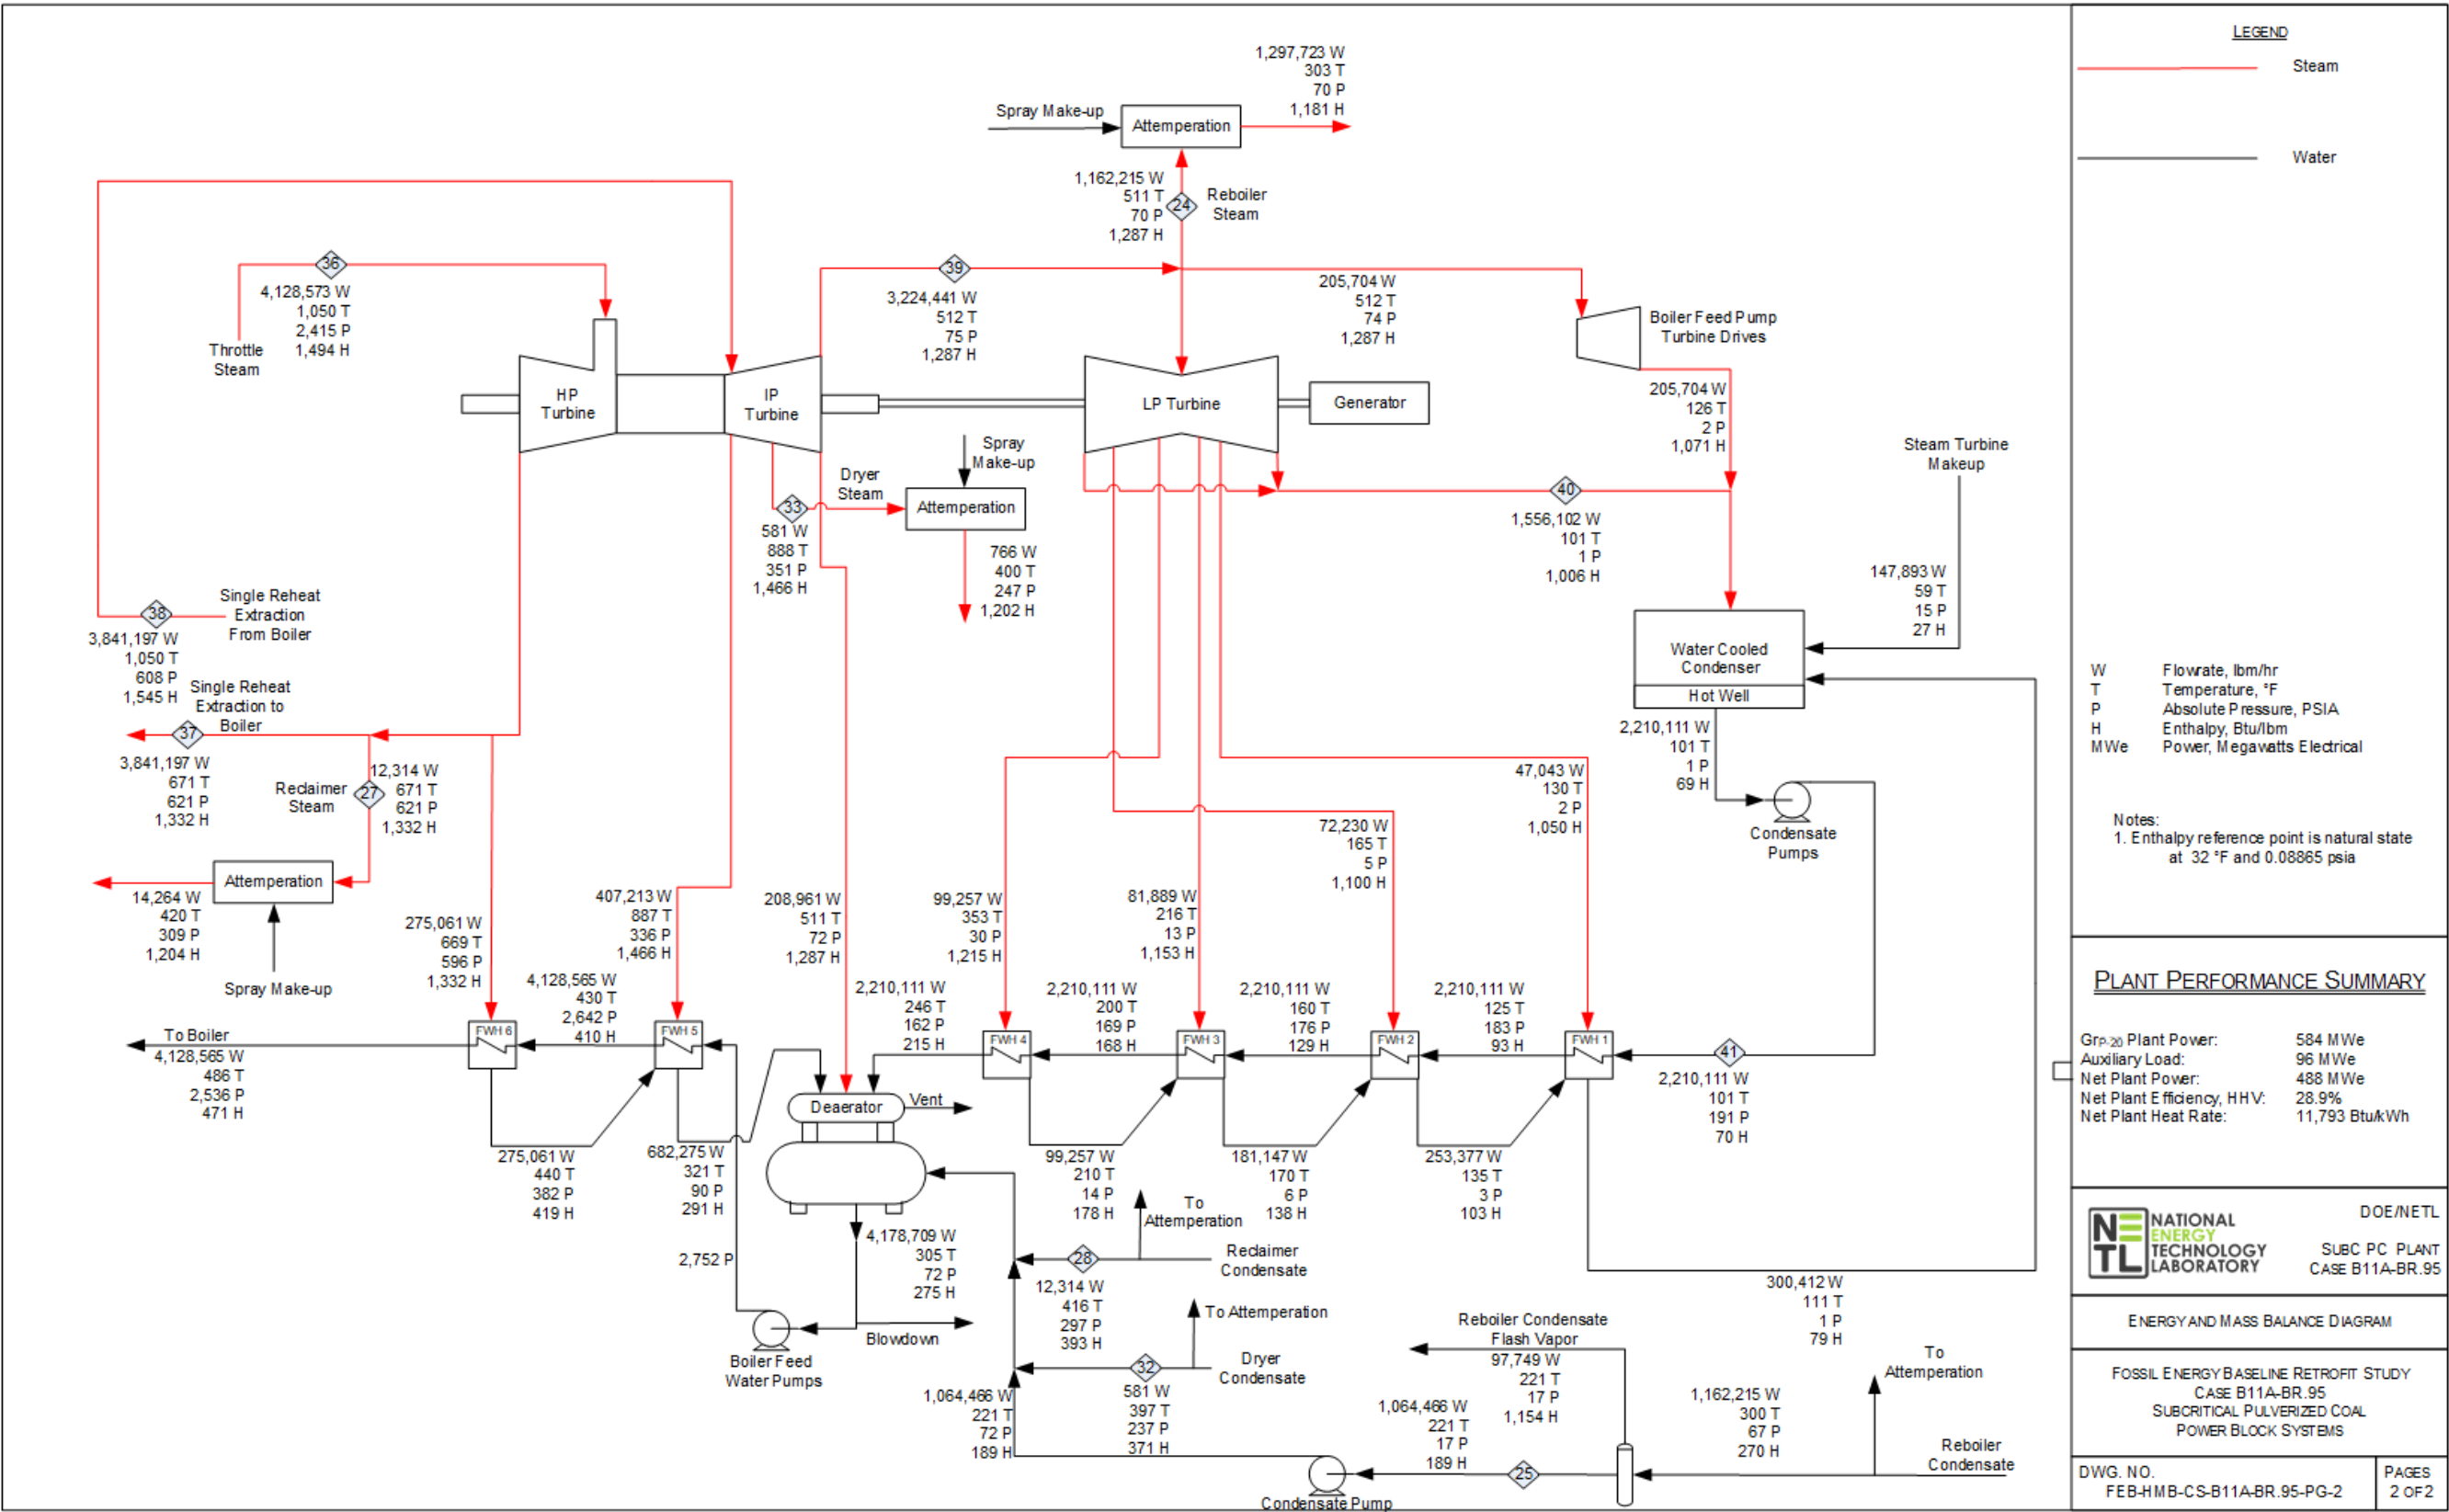 1,297,723 W
303 T
70 P
1,181 H
Spray Make-up
Attemperation
1,162,215 W
511 T
70 P
1,287 H
24
Reboiler
Steam
36
4,128,573 W
1,050 T
2,415 P
1,494 H
Throttle
Steam
39
3,224,441 W
512 T
75 P
1,287 H
205,704 W
512 T
74 P
1,287 H
Boiler Feed Pump
Turbine Drives
HP
Turbine
IP
Turbine
LP Turbine
Generator
205,704 W
126 T
2 P
1,071 H
Steam Turbine
Makeup
Spray
Make-up
Dryer
Steam
33
Attemperation
581 W
888 T
351 P
1,466 H
766 W
400 T
247 P
1,202 H
40
1,556,102 W
101 T
1 P
1,006 H
147,893 W
59 T
15 P
27 H
38
Single Reheat
Extraction
From Boiler
3,841,197 W
1,050 T
608 P
1,545 H
Water Cooled
Condenser
Hot Well
Single Reheat
Extraction to
Boiler
37
3,841,197 W
671 T
621 P
1,332 H
Reclaimer
Steam
27
12,314 W
671 T
621 P
1,332 H
2,210,111 W
101 T
1 P
69 H
Condensate
Pumps
47,043 W
130 T
2 P
1,050 H
72,230 W
165 T
5 P
1,100 H
Attemperation
14,264 W
420 T
309 P
1,204 H
Spray Make-up
275,061 W
669 T
596 P
1,332 H
407,213 W
887 T
336 P
1,466 H
208,961 W
511 T
72 P
1,287 H
99,257 W
353 T
30 P
1,215 H
81,889 W
216 T
13 P
1,153 H
To Boiler
4,128,565 W
486 T
2,536 P
471 H
FWH 6
4,128,565 W
430 T
2,642 P
410 H
FWH 5
2,210,111 W
246 T
162 P
215 H
FWH 4
2,210,111 W
200 T
169 P
168 H
FWH 3
2,210,111 W
160 T
176 P
129 H
FWH 2
2,210,111 W
125 T
183 P
93 H
FWH 1
41
2,210,111 W
101 T
191 P
70 H
Deaerator
Vent
275,061 W
440 T
382 P
419 H
682,275 W
321 T
90 P
291 H
99,257 W
210 T
14 P
178 H
181,147 W
170 T
6 P
138 H
253,377 W
135 T
3 P
103 H
2,752 P
4,178,709 W
305 T
72 P
275 H
Blowdown
Boiler Feed
Water Pumps
To
Attemperation
28
Reclaimer
Condensate
12,314 W
416 T
297 P
393 H
To Attemperation
32
Dryer
Condensate
581 W
397 T
237 P
371 H
1,064,466 W
221 T
72 P
189 H
Reboiler Condensate
Flash Vapor
97,749 W
221 T
17 P
1,154 H
1,064,466 W
221 T
17 P
189 H
25
Condensate Pump
300,412 W
111 T
1 P
79 H
To
Attemperation
1,162,215 W
300 T
67 P
270 H
Reboiler
Condensate
LEGEND
Steam
Water
W Flowrate, lbm/hr
T Temperature, °F
P Absolute Pressure, PSIA
H Enthalpy, Btu/lbm
MWe Power, Megawatts Electrical
Notes:
1. Enthalpy reference point is natural state
at 32 °F and 0.08865 psia
PLANT PERFORMANCE SUMMARY
GrP-20 Plant Power: 584 MWe
Auxiliary Load: 96 MWe
Net Plant Power: 488 MWe
Net Plant Efficiency, HHV: 28.9%
Net Plant Heat Rate: 11,793 Btu/kWh
NE
TL
NATIONAL
ENERGY
TECHNOLOGY
LABORATORY
DOE/NETL
SUBC PC PLANT
CASE B11A-BR.95
ENERGY AND MASS BALANCE DIAGRAM
FOSSIL ENERGY BASELINE RETROFIT STUDY
CASE B11A-BR.95
SUBCRITICAL PULVERIZED COAL
POWER BLOCK SYSTEMS
DWG. NO.
FEB-HMB-CS-B11A-BR.95-PG-2
PAGES
2 OF 2